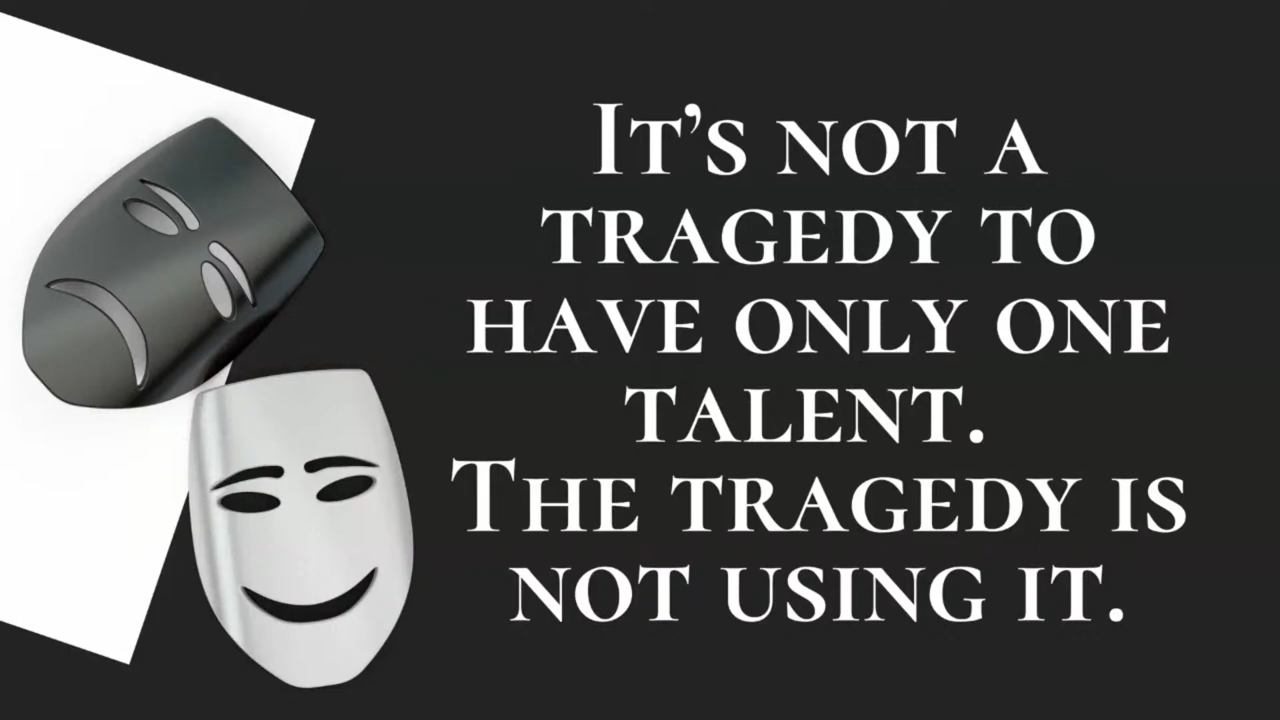 It’s not a
tragedy to
have only one
talent.
The tragedy is
not using it.